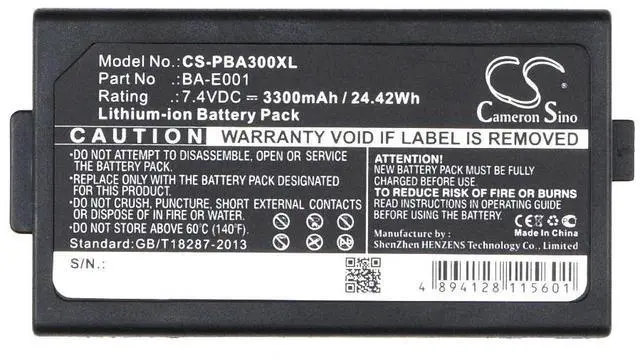 Model No.: CS-PBA300XL
Part No : BA-E001
Rating : 7.4VDC ⎓ 3300mAh / 24.42Wh
Lithium-ion Battery Pack
CS
Cameron Sino
CAUTION WARRANTY VOID IF LABEL IS REMOVED
•DO NOT ATTEMPT TO DISASSEMBLE, OPEN OR SERVICE
THE BATTERY PACK.
•REPLACE ONLY WITH THE BATTERY PACK DESIGNATED
FOR THIS PRODUCT.
•DO NOT CRUSH, PUNCTURE, SHORT EXTERNAL CONTACTS
OR DISPOSE OF IN FIRE OR WATER.
•DO NOT STORE ABOVE 60℃ (140℉).
Standard:GB/T18287-2013
ATTENTION!
NEW BATTERY PACK MUST BE FULLY
CHARGED BEFORE USE.
TO REDUCE RISK OF FIRE OR BURNS
READ INSTRUCTIONS IN OPERATING GUIDE
BEFORE USING THE BATTERY.
CE
Manufacturer By:
ShenZhen HENZENS Technology Co., Limited
S/N.:
4 894128 115601